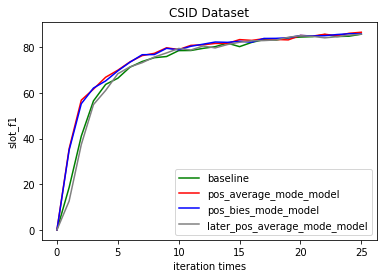 CSID Dataset
slot_f1
80
60
40
20
0
baseline
pos_average_mode_model
pos_bies_mode_model
later_pos_average_mode_model
0 5 10 15 20 25
iteration times